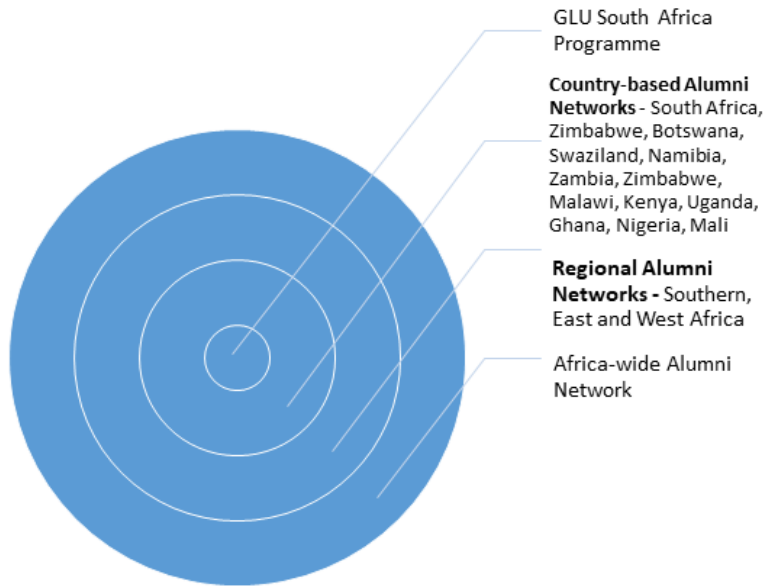 GLU South Africa
Programme
Country-based Alumni
Networks - South Africa,
Zimbabwe, Botswana,
Swaziland, Namibia,
Zambia, Zimbabwe,
Malawi, Kenya, Uganda,
Ghana, Nigeria, Mali
Regional Alumni
Networks - Southern,
East and West Africa
Africa-wide Alumni
Network